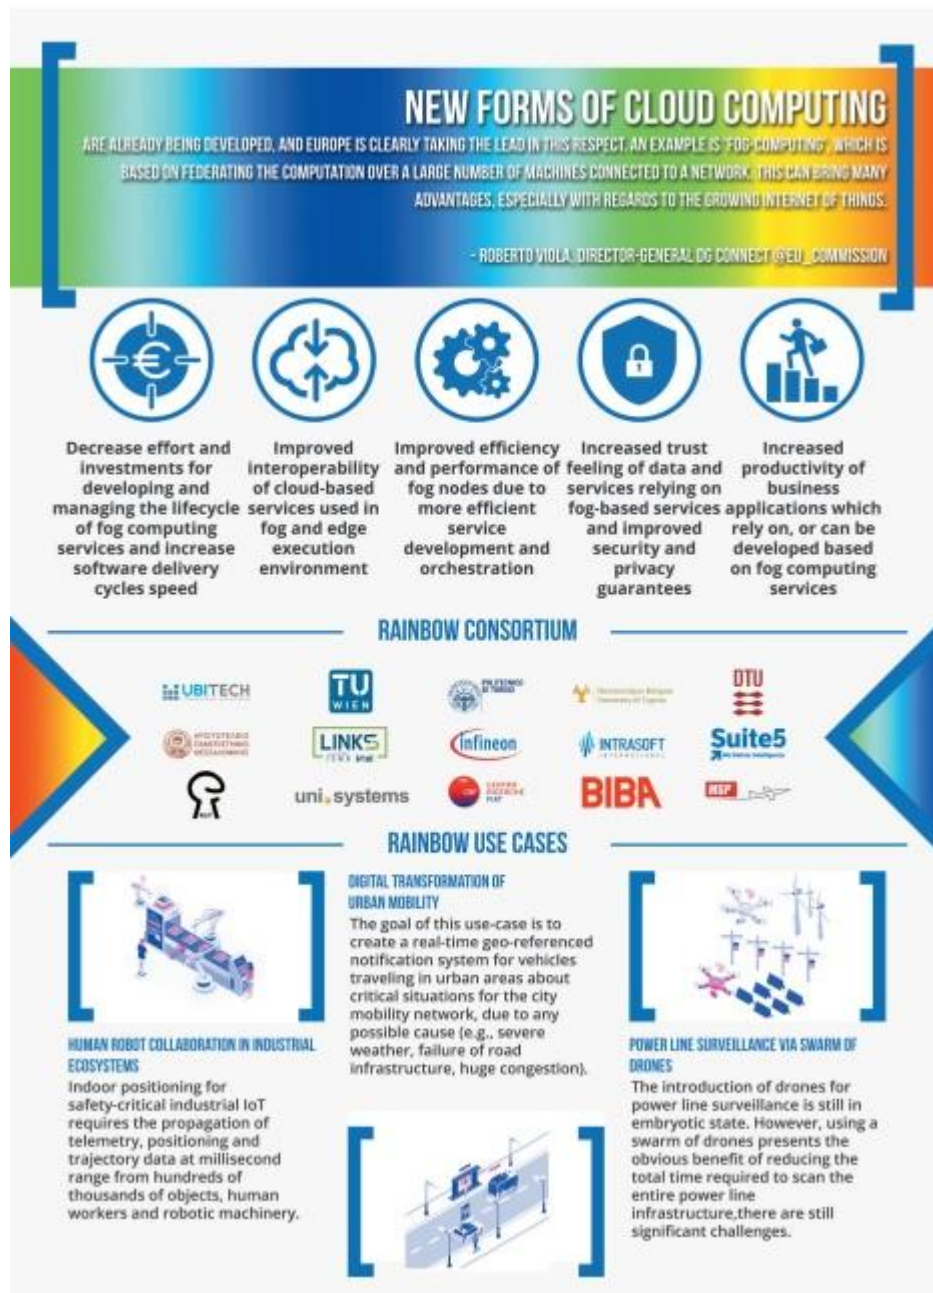 NEW FORMS OF CLOUD COMPUTING
ARE ALREADY BEING DEVELOPED, AND EUROPE IS CLEARLY TAKING THE LEAD IN THIS RESPECT. AN EXAMPLE IS 'FOG-COMPUTING', WHICH IS
BASED ON FEDERATING THE COMPUTATION OVER A LARGE NUMBER OF MACHINES CONNECTED TO A NETWORK. THIS CAN BRING MANY
ADVANTAGES, ESPECIALLY WITH REGARDS TO THE GROWING INTERNET OF THINGS.
- ROBERTO VIOLA, DIRECTOR-GENERAL DG CONNECT @EU_COMMISSION
€
Decrease effort and
investments for
developing and
managing the lifecycle
of fog computing
services and increase
software delivery
cycles speed
Improved
interoperability
of cloud-based
services used in
fog and edge
execution
environment
Improved efficiency
and performance of
fog nodes due to
more efficient
service
development and
orchestration
Increased trust
feeling of data and
services relying on
fog-based services
and improved
security and
privacy
guarantees
Increased
productivity of
business
applications which
rely on, or can be
developed based
on fog computing
services
RAINBOW CONSORTIUM
UBITECH
TU
WIEN
POLITECNICO
DI TORINO
University of Cyprus
DTU
ΑΡΙΣΤΟΤΕΛΕΙΟ
ΠΑΝΕΠΙΣΤΗΜΙΟ
ΘΕΣΣΑΛΟΝΙΚΗΣ
LINKS
infineon
INTRASOFT
INTERNATIONAL
Suite5
uni.systems
CENTRO
RICERCHE
FIAT
BIBA
MSP
RAINBOW USE CASES
HUMAN ROBOT COLLABORATION IN INDUSTRIAL
ECOSYSTEMS
Indoor positioning for
safety-critical industrial IoT
requires the propagation of
telemetry, positioning and
trajectory data at millisecond
range from hundreds of
thousands of objects, human
workers and robotic machinery.
DIGITAL TRANSFORMATION OF
URBAN MOBILITY
The goal of this use-case is to
create a real-time geo-referenced
notification system for vehicles
traveling in urban areas about
critical situations for the city
mobility network, due to any
possible cause (e.g., severe
weather, failure of road
infrastructure, huge congestion).
POWER LINE SURVEILLANCE VIA SWARM OF
DRONES
The introduction of drones for
power line surveillance is still in
embryotic state. However, using a
swarm of drones presents the
obvious benefit of reducing the
total time required to scan the
entire power line
infrastructure,there are still
significant challenges.